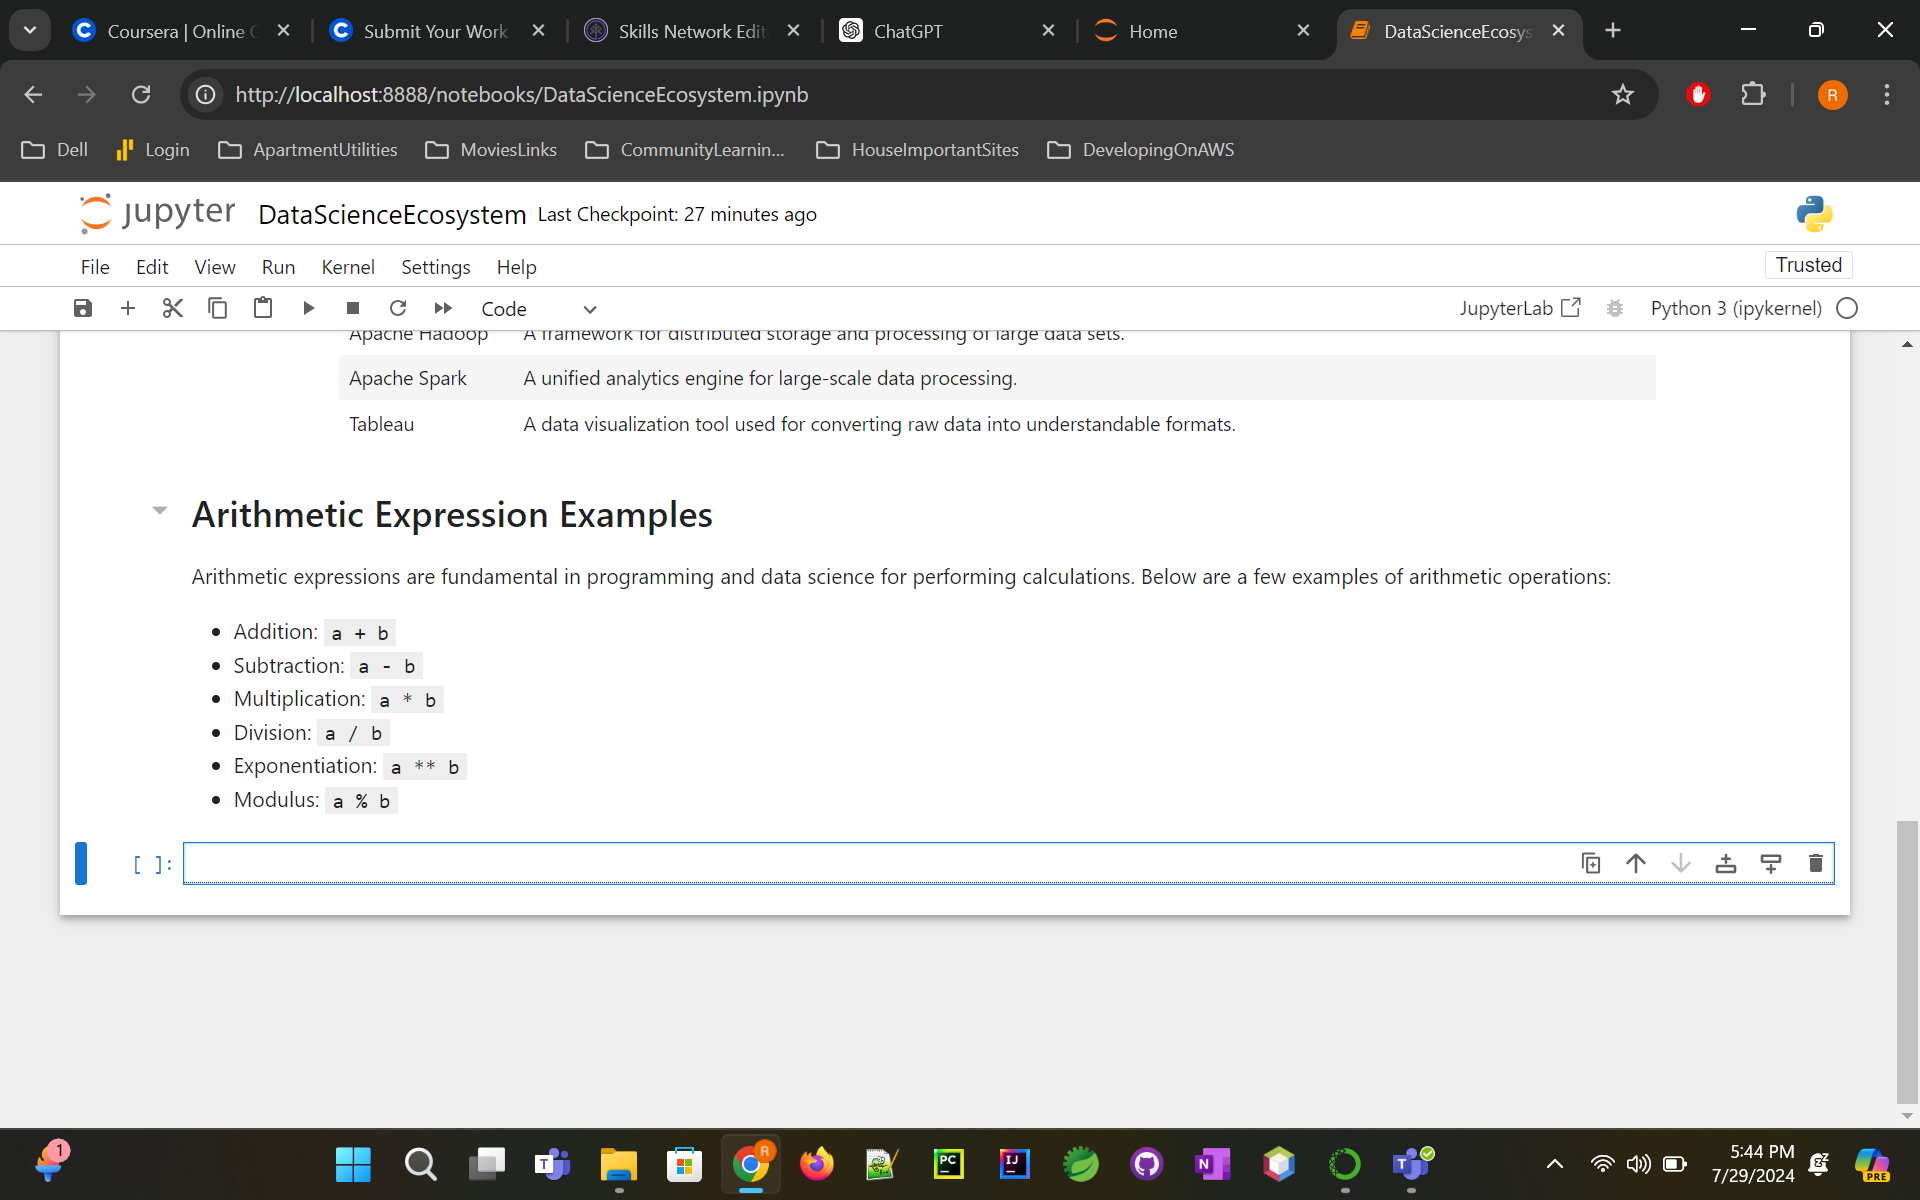 Coursera | Online C
Submit Your Work
Skills Network Edit
ChatGPT
Home
DataScienceEcosys
http://localhost:8888/notebooks/DataScienceEcosystem.ipynb
R
Dell
Login
ApartmentUtilities
MoviesLinks
CommunityLearnin...
HouseImportantSites
DevelopingOnAWS
jupyter
DataScienceEcosystem Last Checkpoint: 27 minutes ago
File Edit View Run Kernel Settings Help
Trusted
Code
JupyterLab
Python 3 (ipykernel)
Apache Hadoop A framework for distributed storage and processing of large data sets.
Apache Spark A unified analytics engine for large-scale data processing.
Tableau A data visualization tool used for converting raw data into understandable formats.
Arithmetic Expression Examples
Arithmetic expressions are fundamental in programming and data science for performing calculations. Below are a few examples of arithmetic operations:
• Addition: a + b
• Subtraction: a - b
• Multiplication: a * b
• Division: a / b
• Exponentiation: a ** b
• Modulus: a % b
[ ]:
1
T
R
PC
IJ
N
T
5:44 PM
7/29/2024
zz
PRE